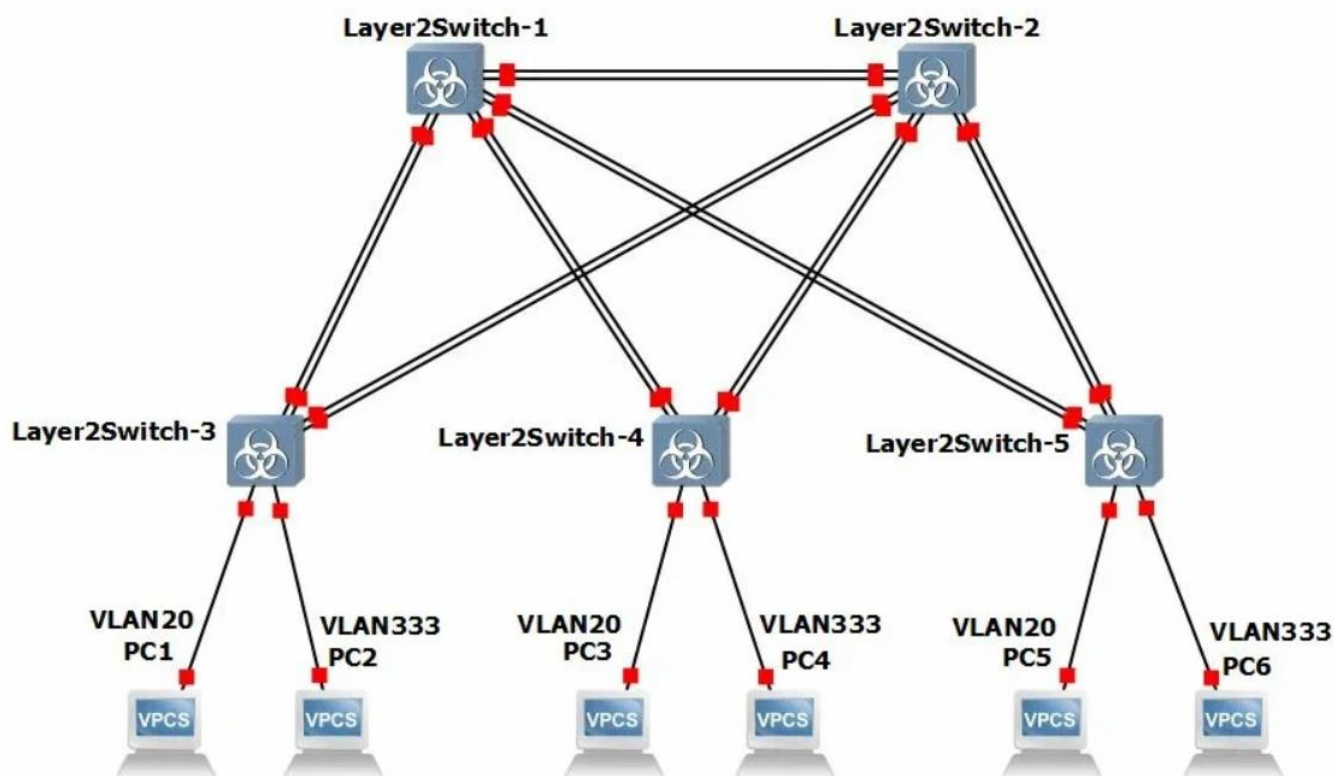 Layer2Switch-1
Layer2Switch-2
Layer2Switch-3
Layer2Switch-4
Layer2Switch-5
VLAN20
PC1
VLAN333
PC2
VLAN20
PC3
VLAN333
PC4
VLAN20
PC5
VLAN333
PC6
VPCS
VPCS
VPCS
VPCS
VPCS
VPCS